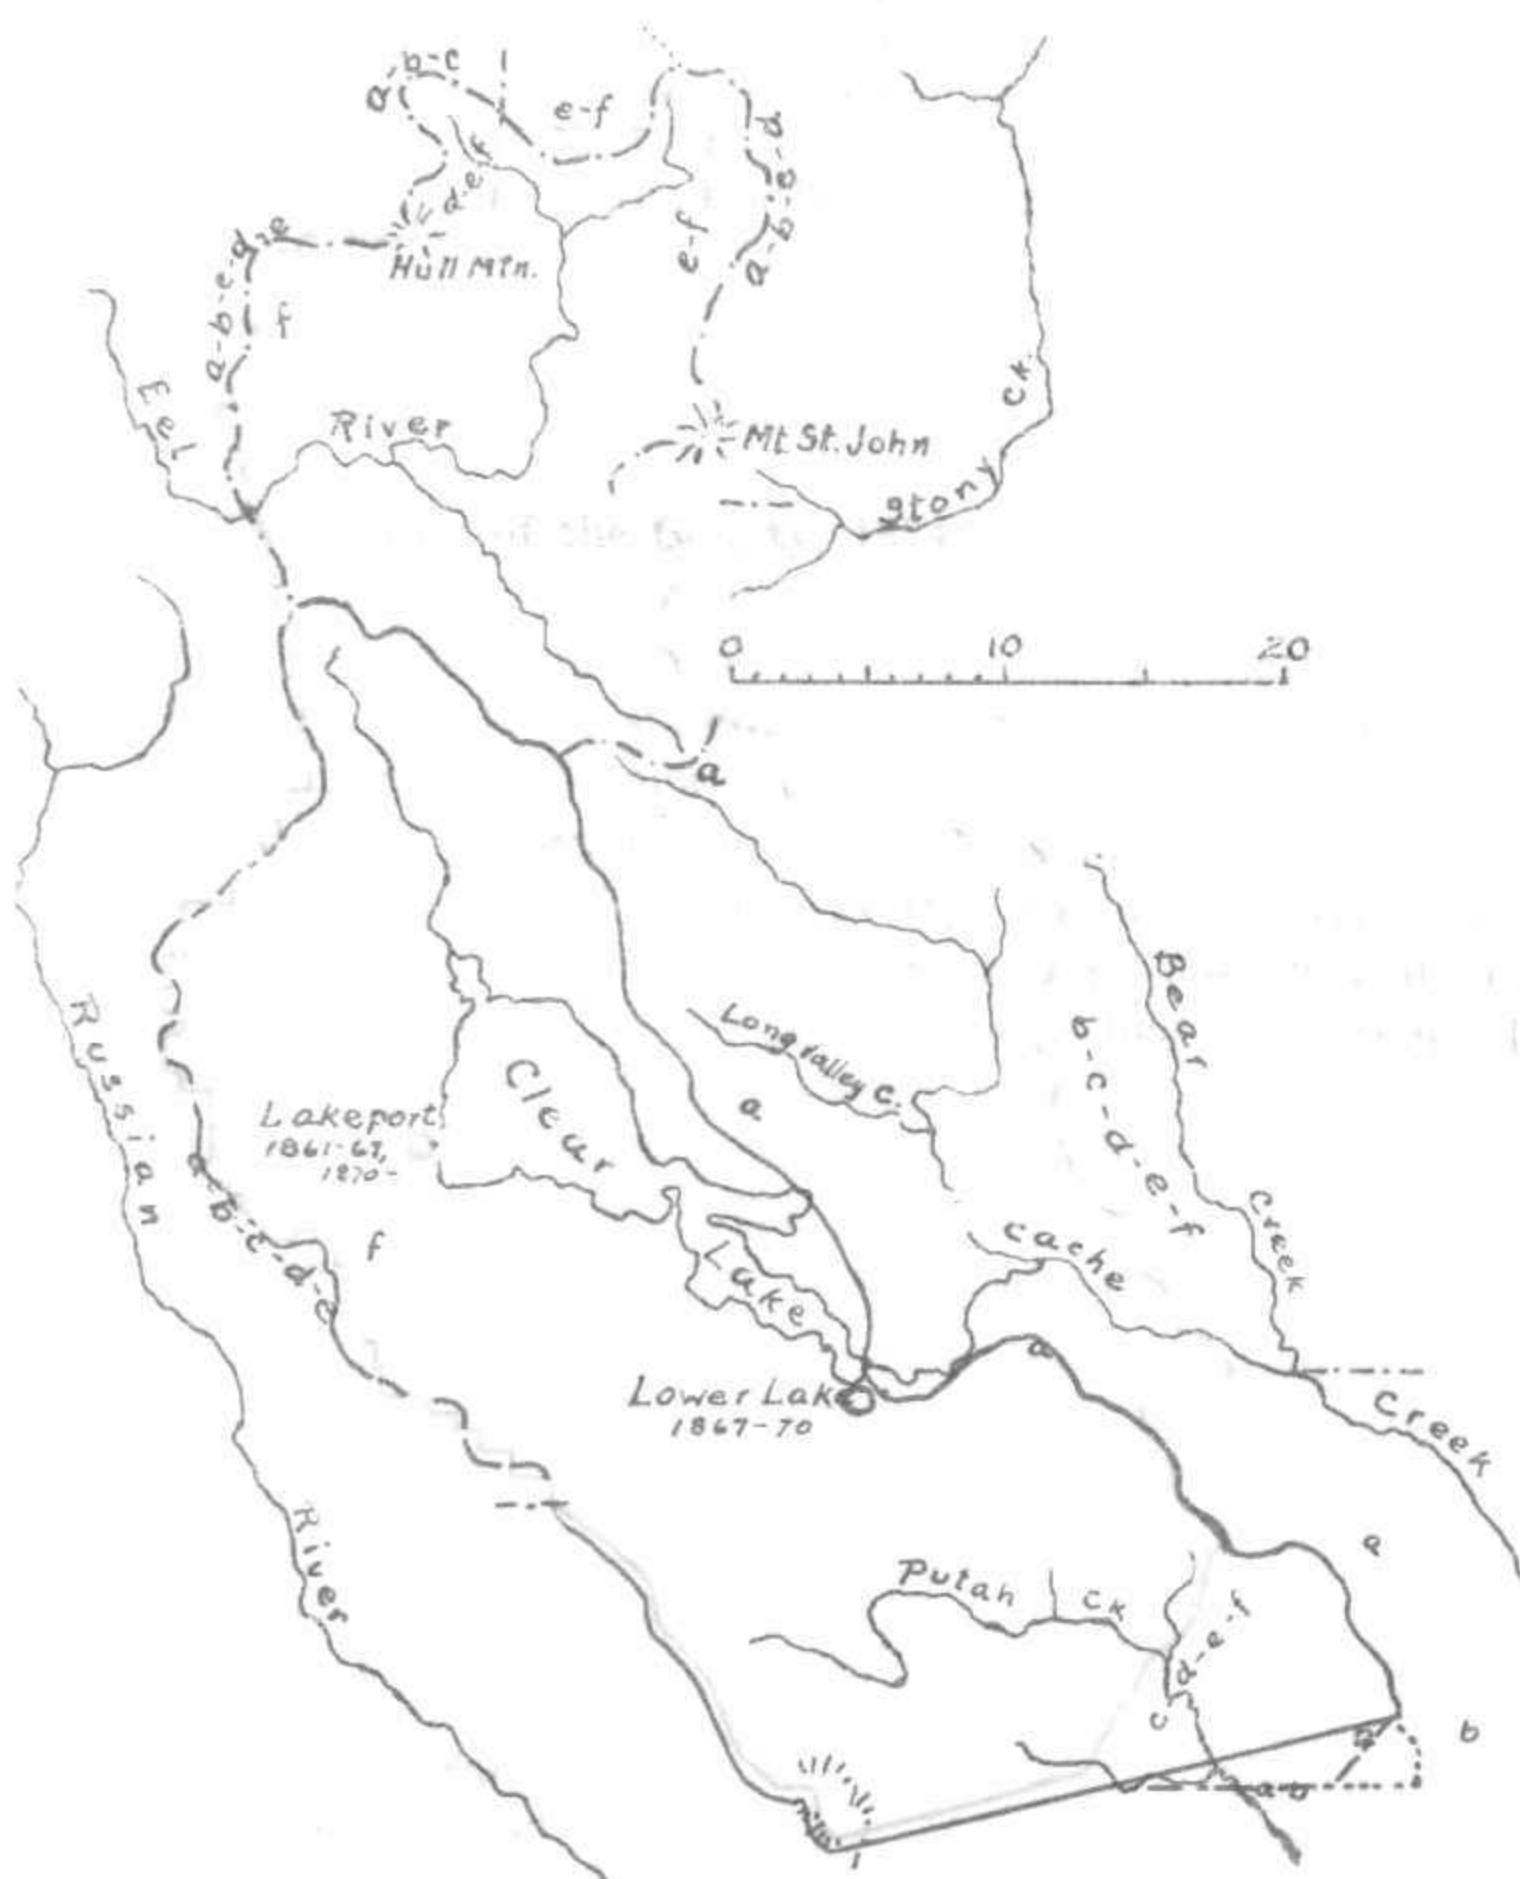 a b-c
e-f
d-e-f
a-b-c-d
e-f
a-b-c-d-e
Hull Mtn.
f
Eel
River
Mt St. John
Stony Ck.
0 10 20
a
Bear
Creek
b-c-d-e-f
Long Valley C.
a
Russian
River
Clear
Lake
Lakeport
1861-67,
1870-
a-b-c-d-e
f
Cache
Creek
Lower Lake
1867-70
a
a
Putah Ck
d-e-f
c
b
a-b